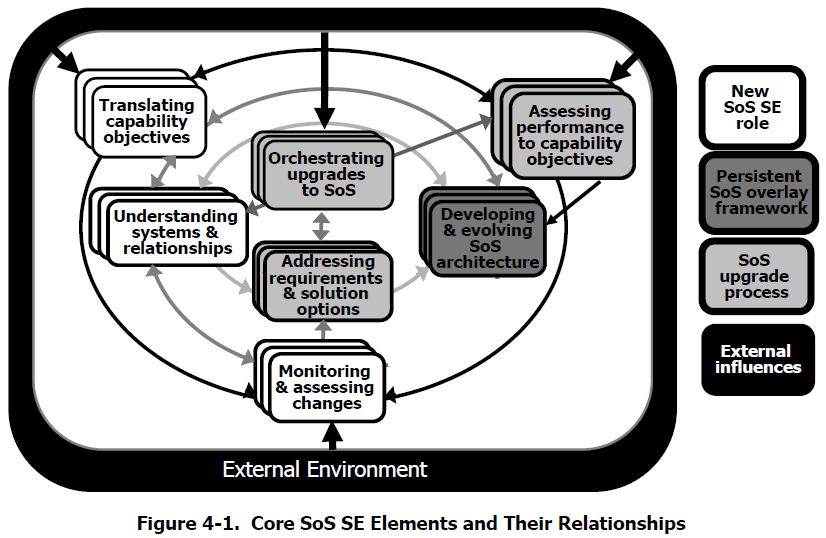 Translating
capability
objectives
Assessing
performance
to capability
objectives
Orchestrating
upgrades
to SoS
Understanding
systems &
relationships
Developing
& evolving
SoS
architecture
Addressing
requirements
& solution
options
Monitoring
& assessing
changes
External Environment
New
SoS SE
role
Persistent
SoS overlay
framework
SoS
upgrade
process
External
influences
Figure 4-1. Core SoS SE Elements and Their Relationships